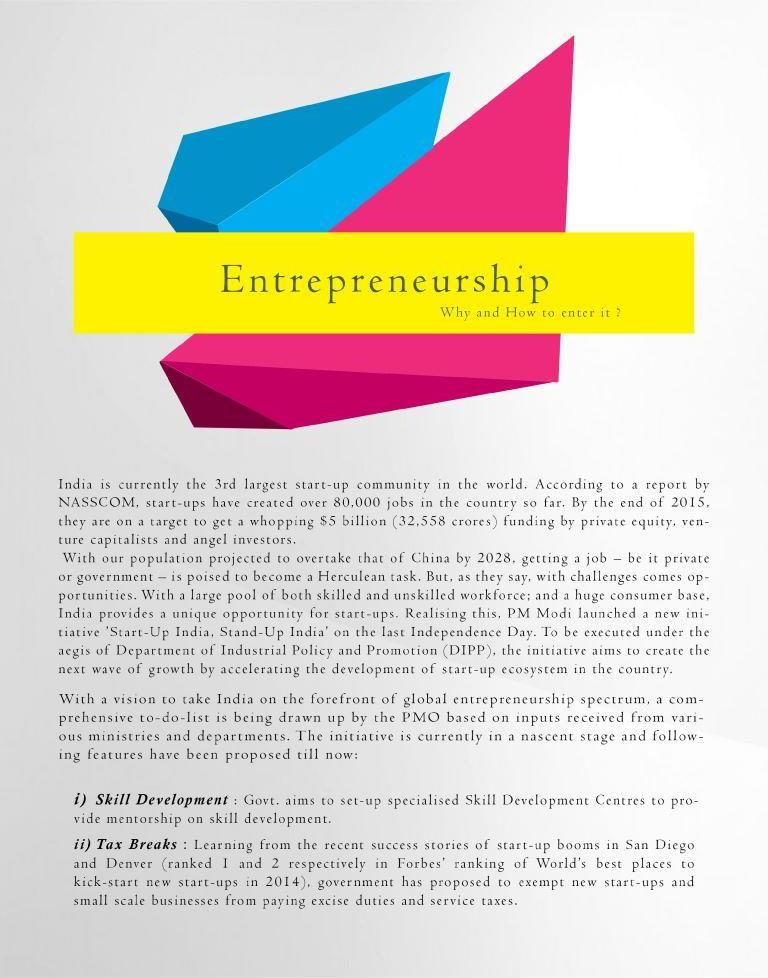 Entrepreneurship
Why and How to enter it ?
India is currently the 3rd largest start-up community in the world. According to a report by
NASSCOM, start-ups have created over 80,000 jobs in the country so far. By the end of 2015,
they are on a target to get a whopping $5 billion (32,558 crores) funding by private equity, ven-
ture capitalists and angel investors.
With our population projected to overtake that of China by 2028, getting a job – be it private
or government – is poised to become a Herculean task. But, as they say, with challenges comes op-
portunities. With a large pool of both skilled and unskilled workforce; and a huge consumer base,
India provides a unique opportunity for start-ups. Realising this, PM Modi launched a new ini-
tiative 'Start-Up India, Stand-Up India' on the last Independence Day. To be executed under the
aegis of Department of Industrial Policy and Promotion (DIPP), the initiative aims to create the
next wave of growth by accelerating the development of start-up ecosystem in the country.
With a vision to take India on the forefront of global entrepreneurship spectrum, a com-
prehensive to-do-list is being drawn up by the PMO based on inputs received from vari-
ous ministries and departments. The initiative is currently in a nascent stage and follow-
ing features have been proposed till now:
i) Skill Development : Govt. aims to set-up specialised Skill Development Centres to pro-
vide mentorship on skill development.
ii) Tax Breaks : Learning from the recent success stories of start-up booms in San Diego
and Denver (ranked 1 and 2 respectively in Forbes' ranking of World's best places to
kick-start new start-ups in 2014), government has proposed to exempt new start-ups and
small scale businesses from paying excise duties and service taxes.